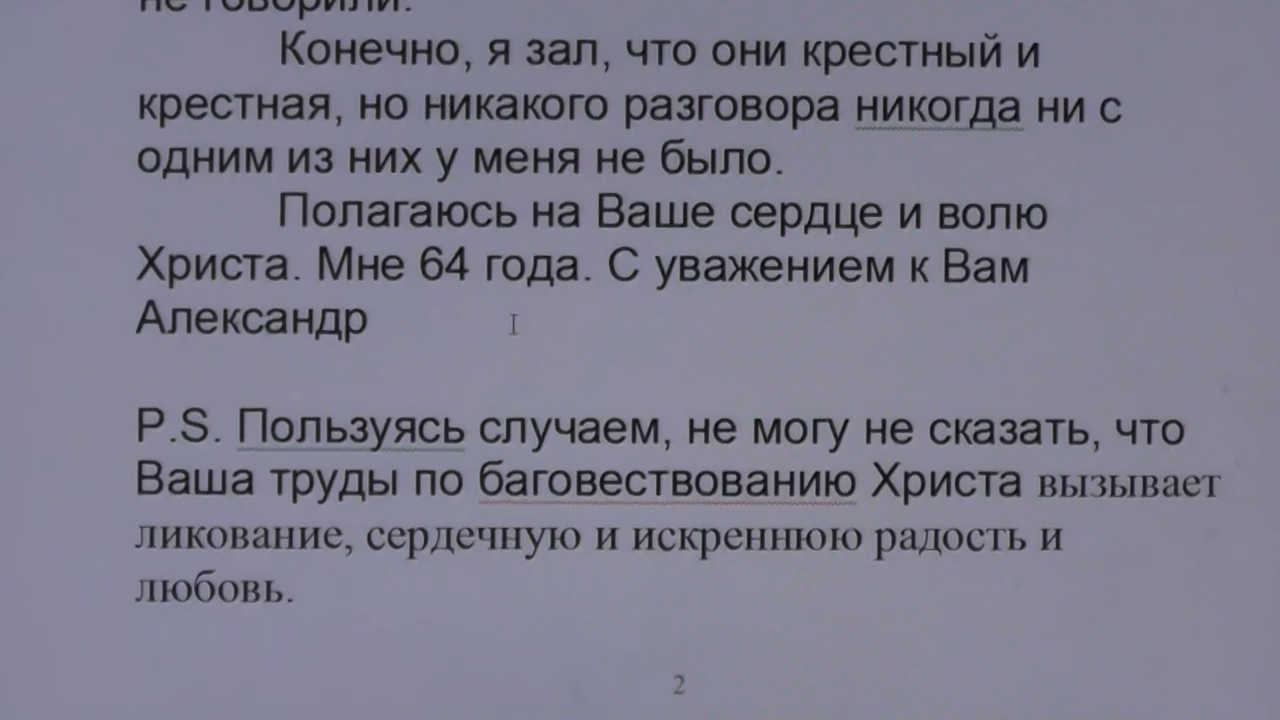 не говорили.
Конечно, я зал, что они крестный и
крестная, но никакого разговора никогда ни с
одним из них у меня не было.
Полагаюсь на Ваше сердце и волю
Христа. Мне 64 года. С уважением к Вам
Александр
P.S. Пользуясь случаем, не могу не сказать, что
Ваша труды по баговествованию Христа вызывает
ликование, сердечную и искреннюю радость и
любовь.
2